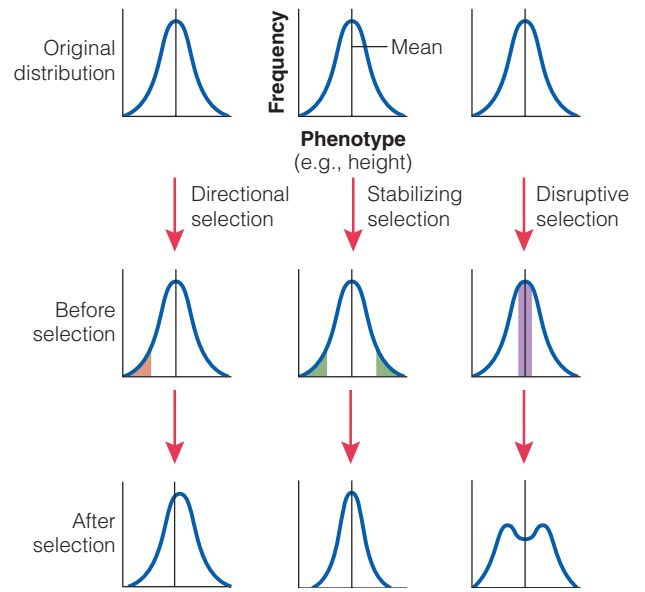 Original
distribution
Frequency
Mean
Phenotype
(e.g., height)
Directional
selection
Stabilizing
selection
Disruptive
selection
Before
selection
After
selection